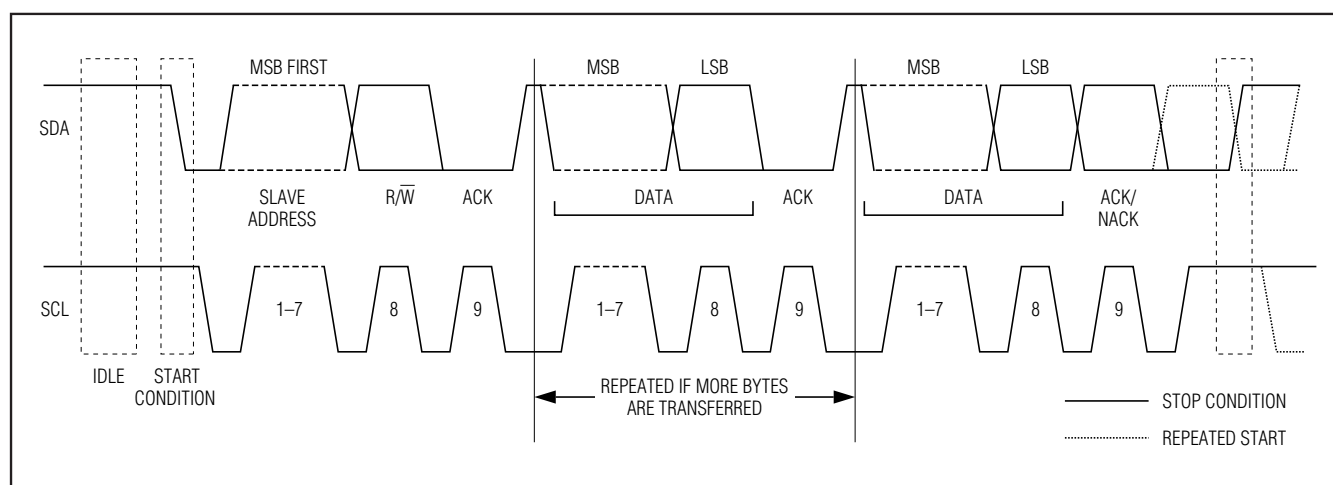 MSB FIRST MSB LSB MSB LSB
SDA
SLAVE
ADDRESS
R/W̅ ACK DATA ACK DATA ACK/
NACK
SCL 1–7 8 9 1–7 8 9 1–7 8 9
IDLE START
CONDITION
REPEATED IF MORE BYTES
ARE TRANSFERRED
STOP CONDITION
REPEATED START